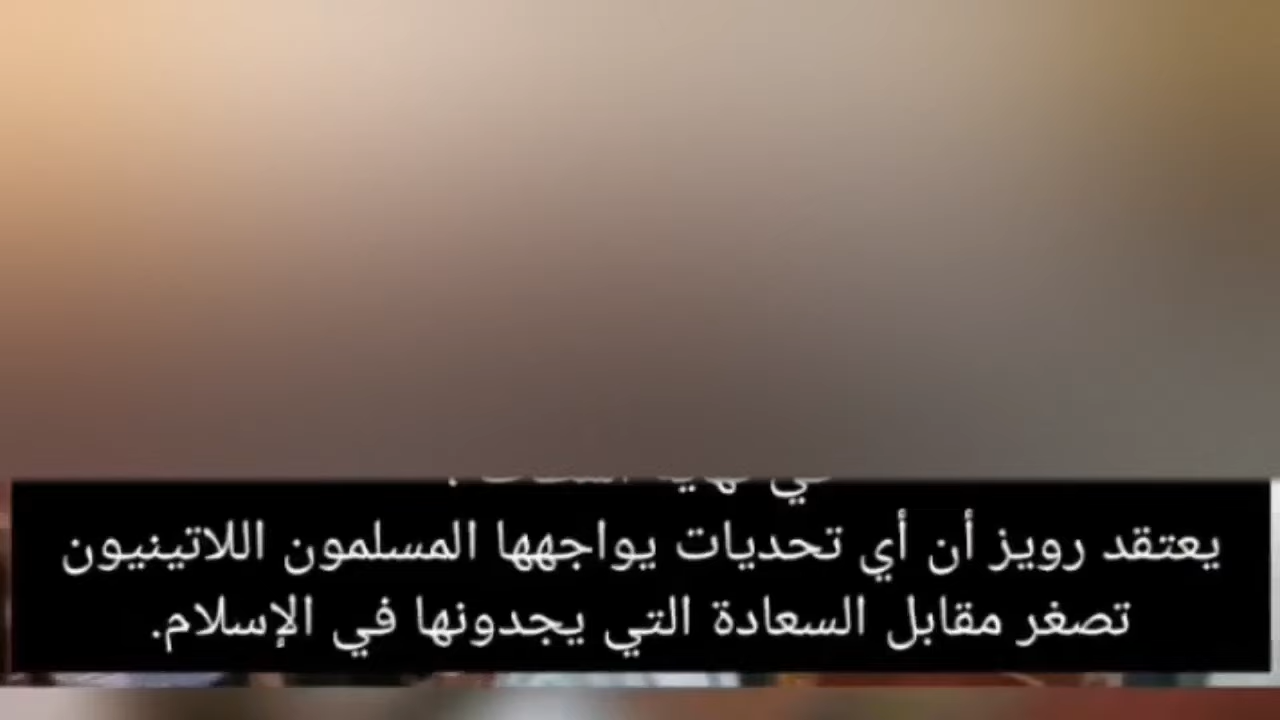 يعتقد رويز أن أي تحديات يواجهها المسلمون اللاتينيون
تصغر مقابل السعادة التي يجدونها في الإسلام.